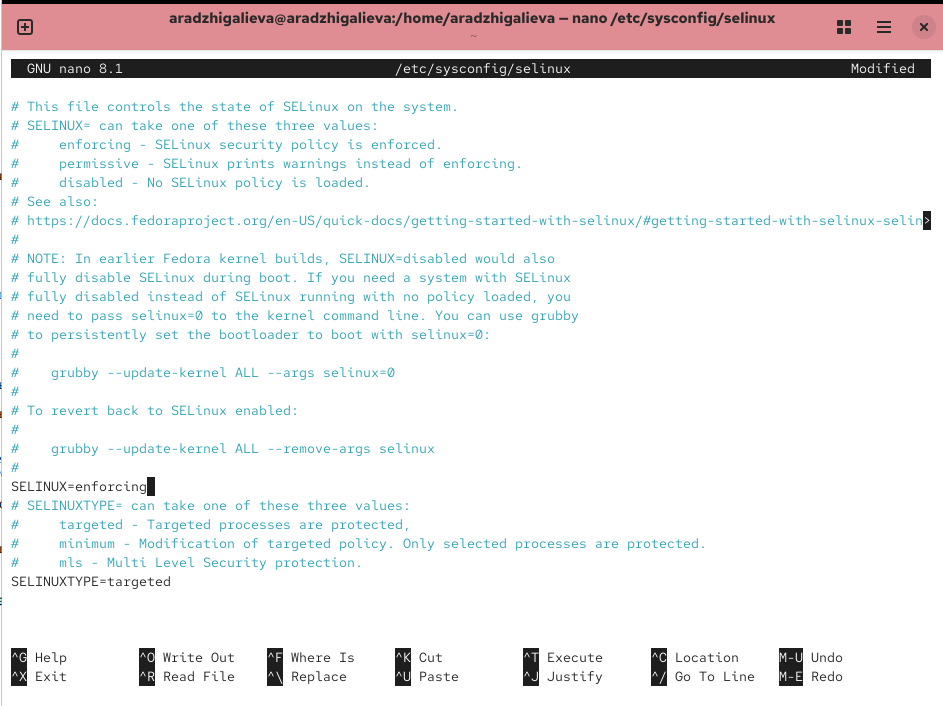 aradzhigalieva@aradzhigalieva:/home/aradzhigalieva — nano /etc/sysconfig/selinux
~
GNU nano 8.1 /etc/sysconfig/selinux Modified
# This file controls the state of SELinux on the system.
# SELINUX= can take one of these three values:
#     enforcing - SELinux security policy is enforced.
#     permissive - SELinux prints warnings instead of enforcing.
#     disabled - No SELinux policy is loaded.
# See also:
# https://docs.fedoraproject.org/en-US/quick-docs/getting-started-with-selinux/#getting-started-with-selinux-selin>
#
# NOTE: In earlier Fedora kernel builds, SELINUX=disabled would also
# fully disable SELinux during boot. If you need a system with SELinux
# fully disabled instead of SELinux running with no policy loaded, you
# need to pass selinux=0 to the kernel command line. You can use grubby
# to persistently set the bootloader to boot with selinux=0:
#
#    grubby --update-kernel ALL --args selinux=0
#
# To revert back to SELinux enabled:
#
#    grubby --update-kernel ALL --remove-args selinux
#
SELINUX=enforcing
# SELINUXTYPE= can take one of these three values:
#     targeted - Targeted processes are protected,
#     minimum - Modification of targeted policy. Only selected processes are protected.
#     mls - Multi Level Security protection.
SELINUXTYPE=targeted
^G Help ^O Write Out ^F Where Is ^K Cut ^T Execute ^C Location M-U Undo
^X Exit ^R Read File ^\ Replace ^U Paste ^J Justify ^/ Go To Line M-E Redo